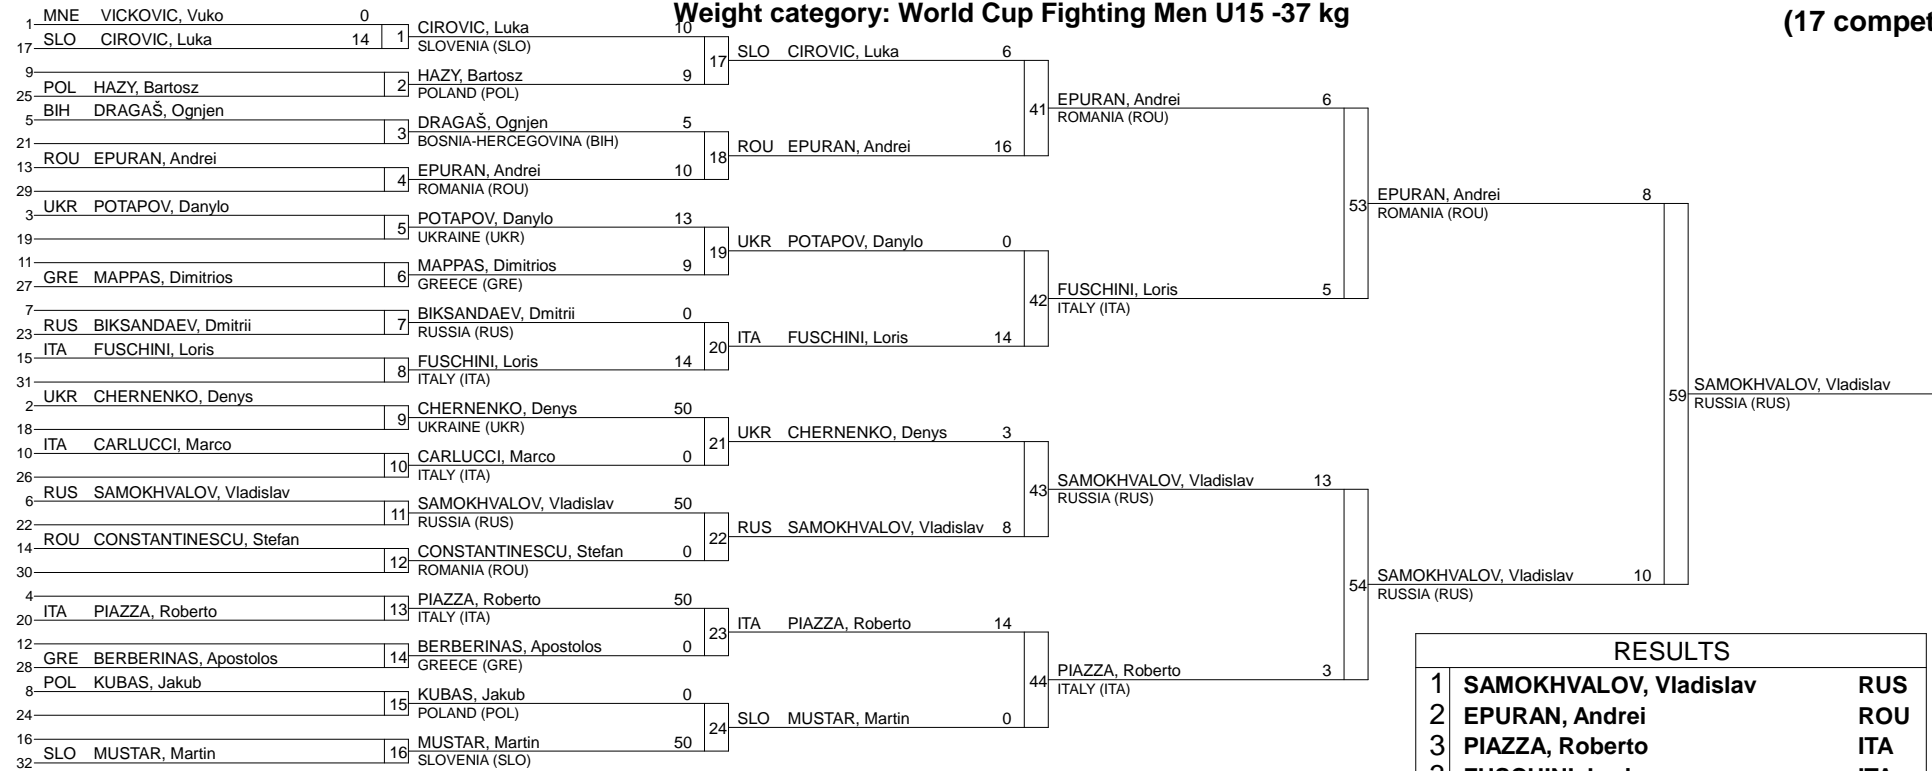 Weight category: World Cup Fighting Men U15 -37 kg
(17 compet
1 MNE VICKOVIC, Vuko 0
17 SLO CIROVIC, Luka 14
9
25 POL HAZY, Bartosz
5 BIH DRAGAŠ, Ognjen
21
13 ROU EPURAN, Andrei
29
3 UKR POTAPOV, Danylo
19
11
27 GRE MAPPAS, Dimitrios
7
23 RUS BIKSANDAEV, Dmitrii
15 ITA FUSCHINI, Loris
31
2 UKR CHERNENKO, Denys
18
10 ITA CARLUCCI, Marco
26
6 RUS SAMOKHVALOV, Vladislav
22
14 ROU CONSTANTINESCU, Stefan
30
4
20 ITA PIAZZA, Roberto
12
28 GRE BERBERINAS, Apostolos
8 POL KUBAS, Jakub
24
16
32 SLO MUSTAR, Martin
1 CIROVIC, Luka 10
SLOVENIA (SLO)
2 HAZY, Bartosz 9
POLAND (POL)
3 DRAGAŠ, Ognjen 5
BOSNIA-HERCEGOVINA (BIH)
4 EPURAN, Andrei 10
ROMANIA (ROU)
5 POTAPOV, Danylo 13
UKRAINE (UKR)
6 MAPPAS, Dimitrios 9
GREECE (GRE)
7 BIKSANDAEV, Dmitrii 0
RUSSIA (RUS)
8 FUSCHINI, Loris 14
ITALY (ITA)
9 CHERNENKO, Denys 50
UKRAINE (UKR)
10 CARLUCCI, Marco 0
ITALY (ITA)
11 SAMOKHVALOV, Vladislav 50
RUSSIA (RUS)
12 CONSTANTINESCU, Stefan 0
ROMANIA (ROU)
13 PIAZZA, Roberto 50
ITALY (ITA)
14 BERBERINAS, Apostolos 0
GREECE (GRE)
15 KUBAS, Jakub 0
POLAND (POL)
16 MUSTAR, Martin 50
SLOVENIA (SLO)
17 SLO CIROVIC, Luka 6
18 ROU EPURAN, Andrei 16
19 UKR POTAPOV, Danylo 0
20 ITA FUSCHINI, Loris 14
21 UKR CHERNENKO, Denys 3
22 RUS SAMOKHVALOV, Vladislav 8
23 ITA PIAZZA, Roberto 14
24 SLO MUSTAR, Martin 0
41 EPURAN, Andrei 6
ROMANIA (ROU)
42 FUSCHINI, Loris 5
ITALY (ITA)
43 SAMOKHVALOV, Vladislav 13
RUSSIA (RUS)
44 PIAZZA, Roberto 3
ITALY (ITA)
53 EPURAN, Andrei 8
ROMANIA (ROU)
54 SAMOKHVALOV, Vladislav 10
RUSSIA (RUS)
59 SAMOKHVALOV, Vladislav
RUSSIA (RUS)
RESULTS
1 SAMOKHVALOV, Vladislav RUS
2 EPURAN, Andrei ROU
3 PIAZZA, Roberto ITA